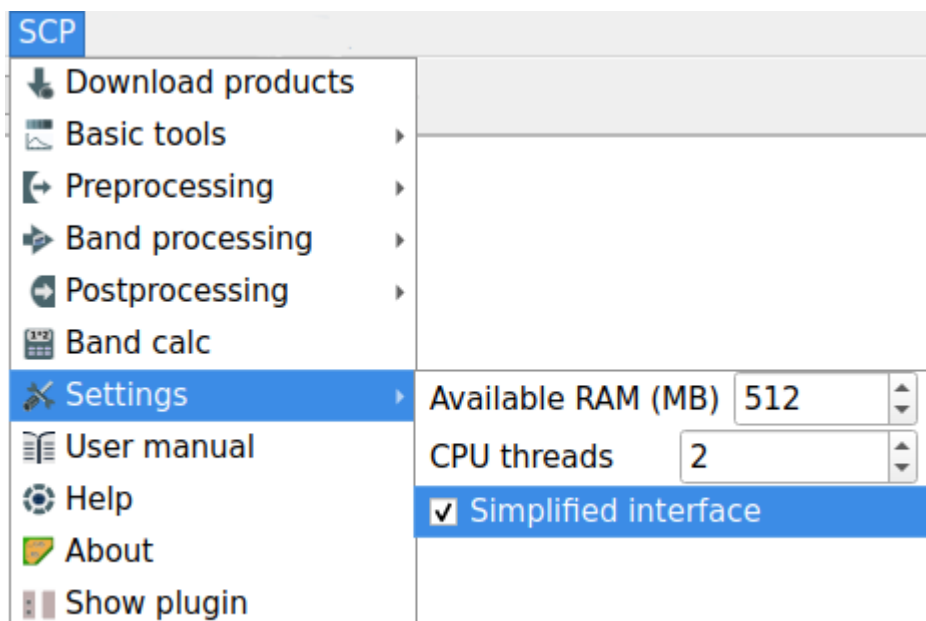 SCP
Download products
Basic tools
Preprocessing
Band processing
Postprocessing
Band calc
Settings
Available RAM (MB) 512
CPU threads 2
Simplified interface
User manual
Help
About
Show plugin